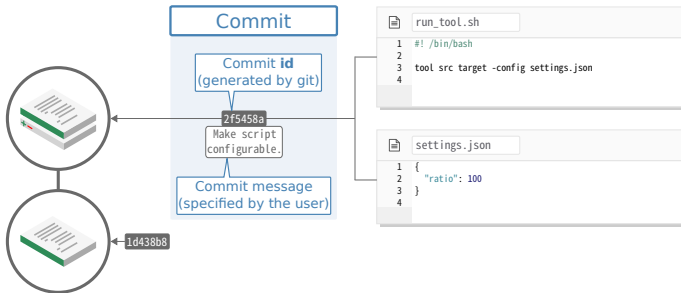 Commit
Commit id
(generated by git)
2f5458a
Make script
configurable.
Commit message
(specified by the user)
1d438b8
run_tool.sh
1 #! /bin/bash
2
3 tool src target -config settings.json
4
settings.json
1 {
2 "ratio": 100
3 }
4